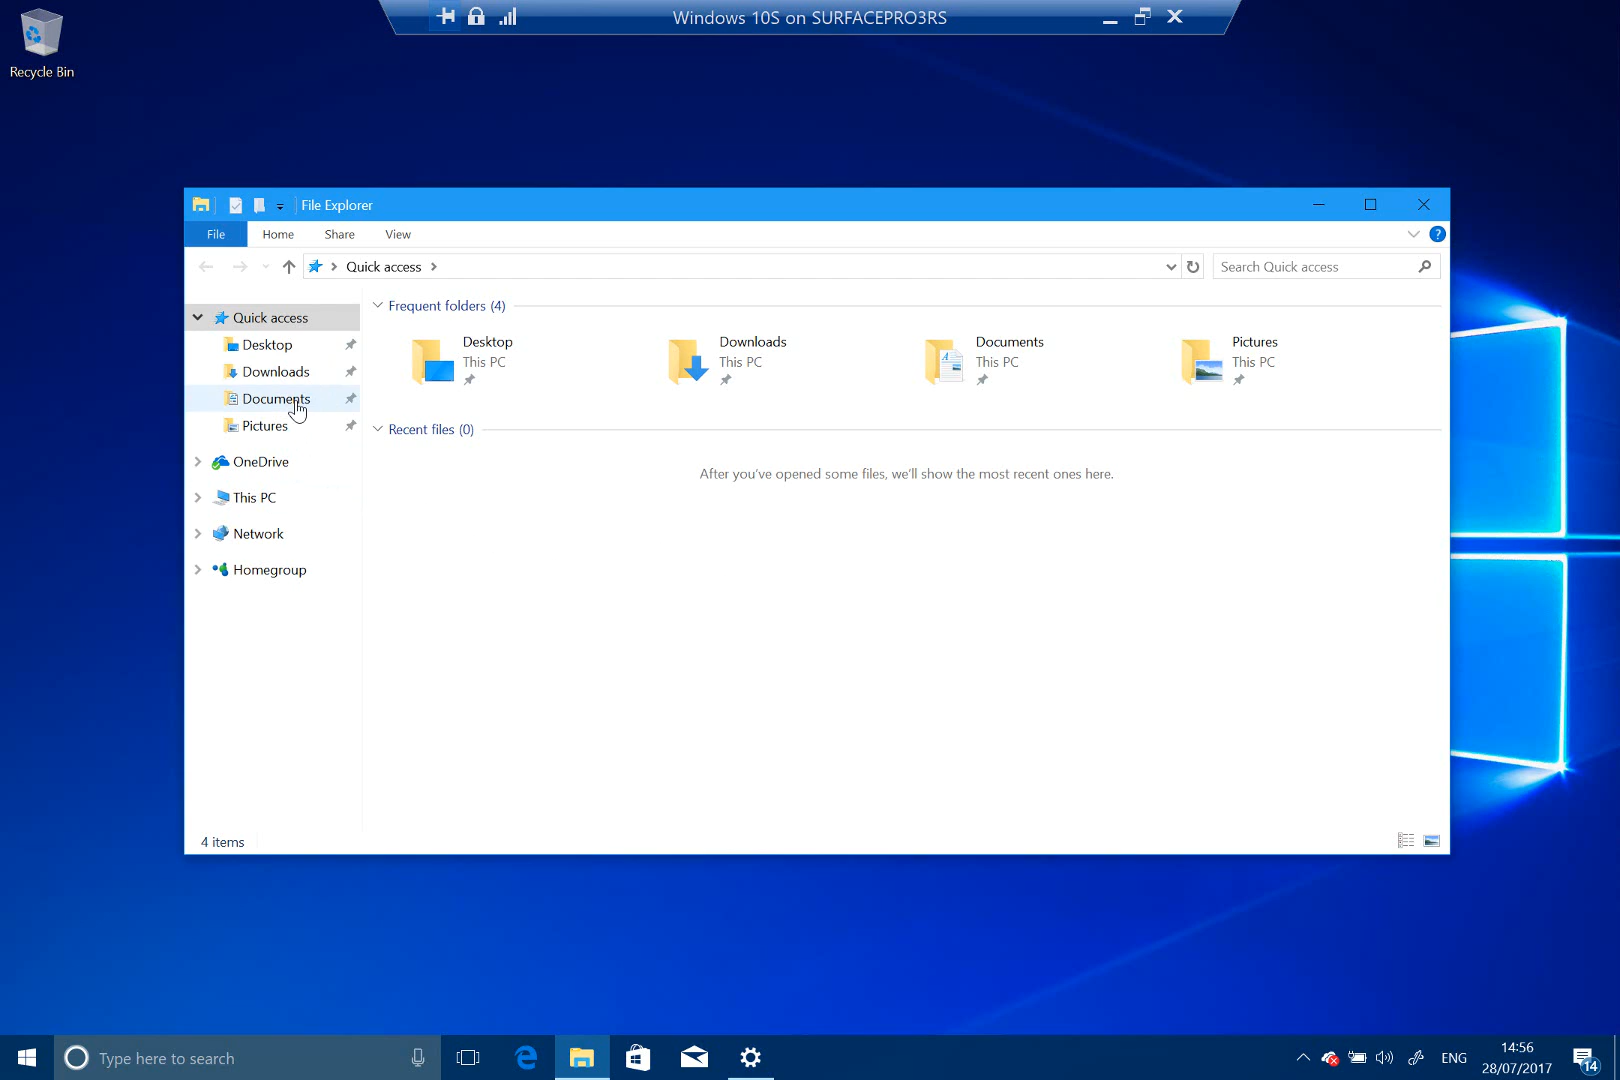 Windows 10S on SURFACEPRO3RS
Recycle Bin
File Explorer
File Home Share View
?
Quick access
Search Quick access
Quick access
Desktop
Downloads
Documents
Pictures
OneDrive
This PC
Network
Homegroup
Frequent folders (4)
Desktop
This PC
Downloads
This PC
Documents
This PC
Pictures
This PC
Recent files (0)
After you've opened some files, we'll show the most recent ones here.
4 items
Type here to search
ENG
14:56
28/07/2017
14